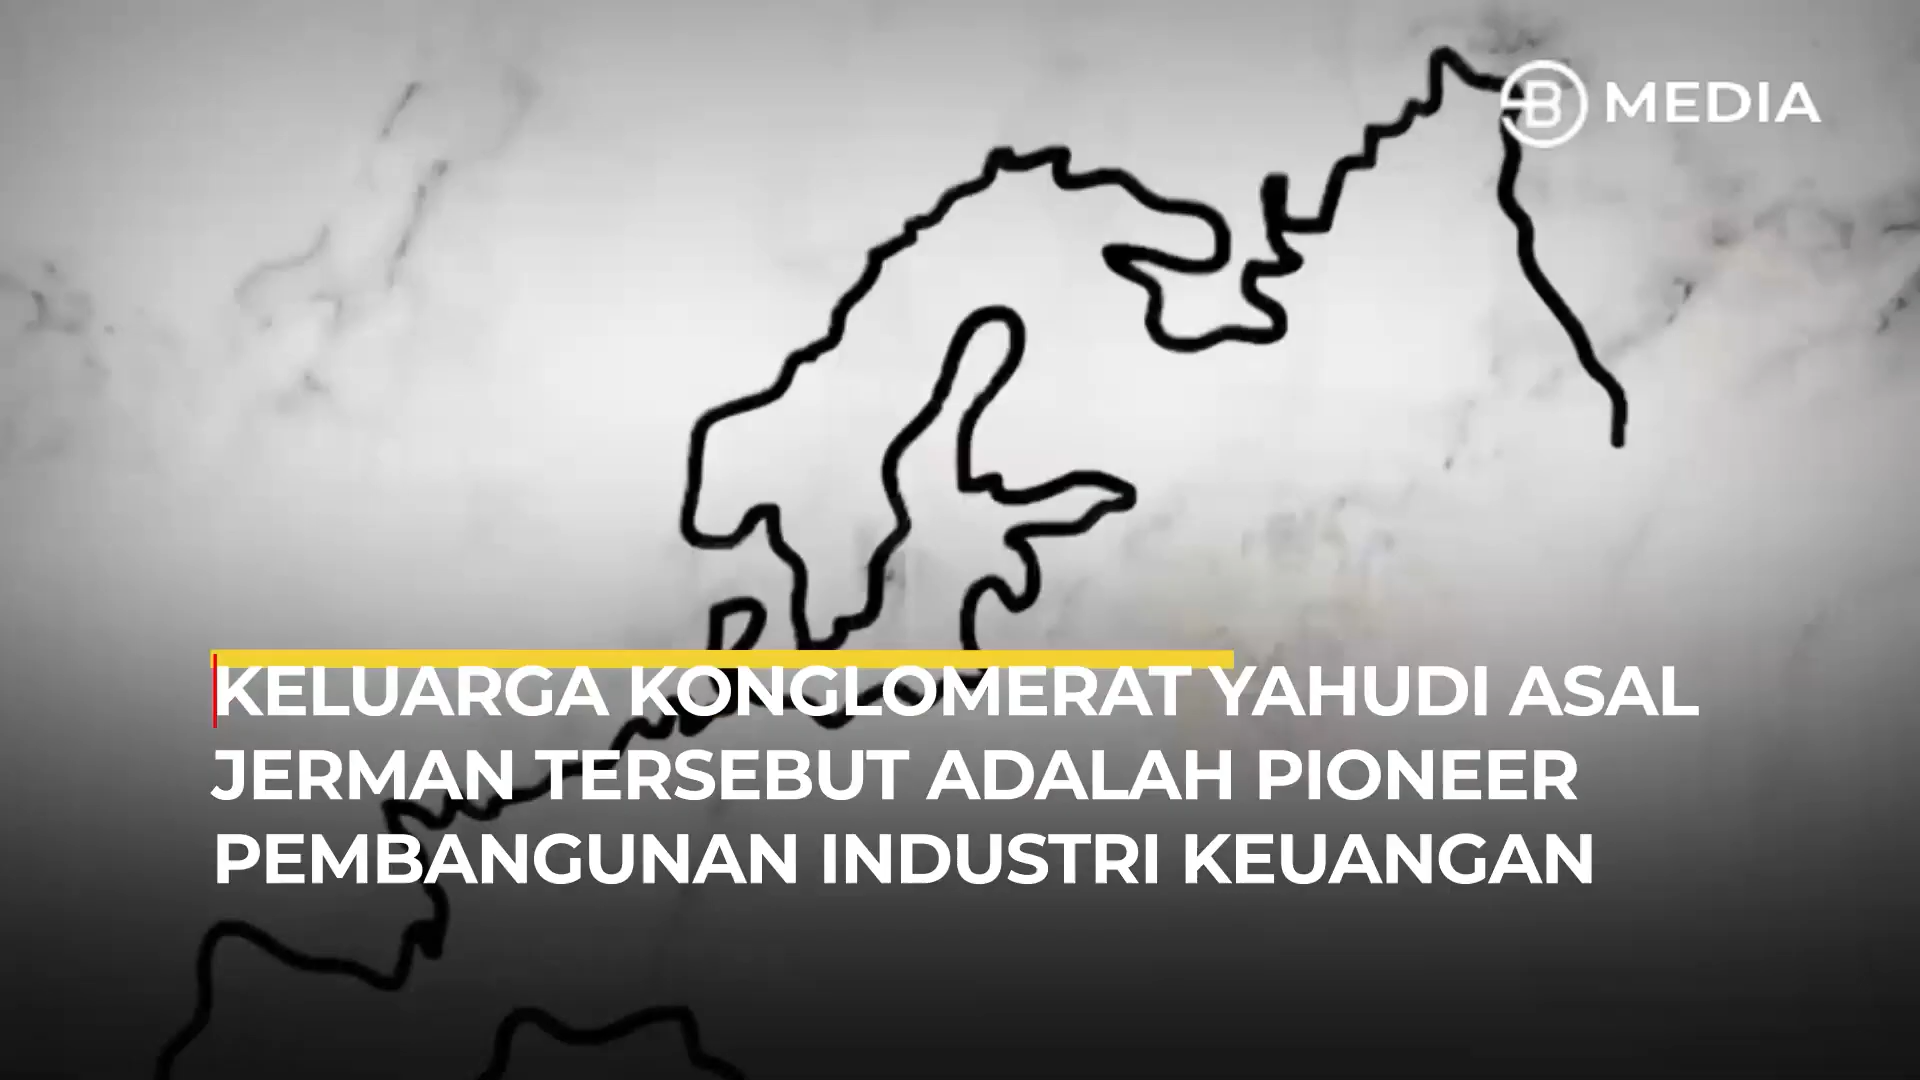 B MEDIA
KELUARGA KONGLOMERAT YAHUDI ASAL
JERMAN TERSEBUT ADALAH PIONEER
PEMBANGUNAN INDUSTRI KEUANGAN